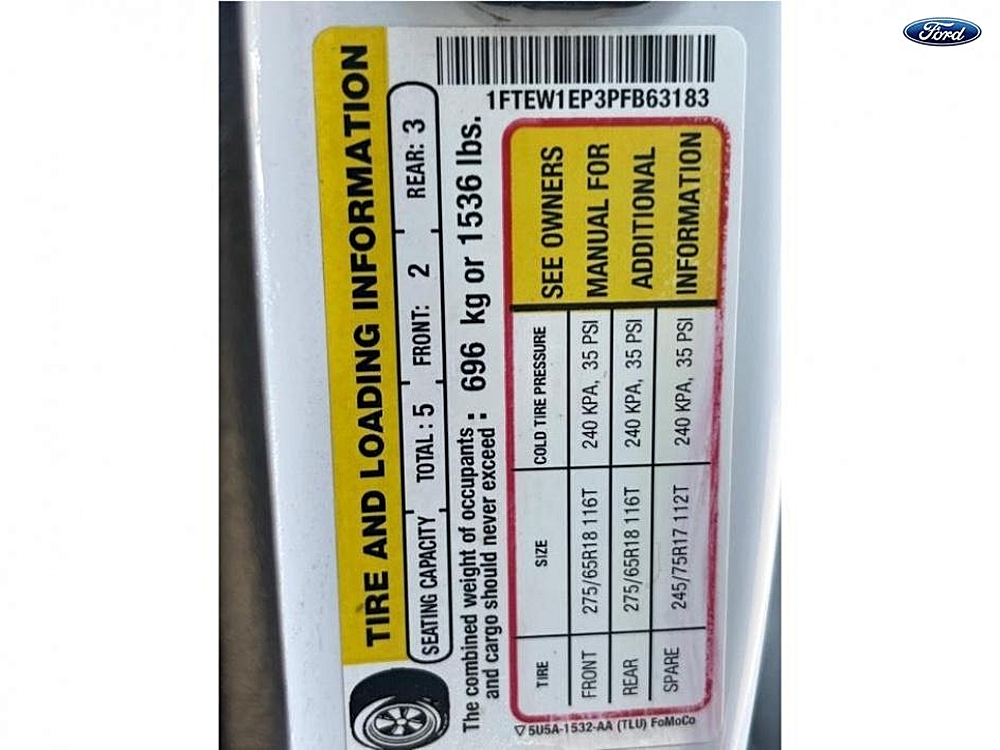 Ford
1FTEW1EP3PFB63183
TIRE AND LOADING INFORMATION
SEATING CAPACITY TOTAL : 5 FRONT: 2 REAR: 3
The combined weight of occupants
and cargo should never exceed : 696 kg or 1536 lbs.
TIRE SIZE COLD TIRE PRESSURE
FRONT 275/65R18 116T 240 KPA, 35 PSI
REAR 275/65R18 116T 240 KPA, 35 PSI
SPARE 245/75R17 112T 240 KPA, 35 PSI
SEE OWNERS
MANUAL FOR
ADDITIONAL
INFORMATION
5U5A-1532-AA (TLU) FoMoCo